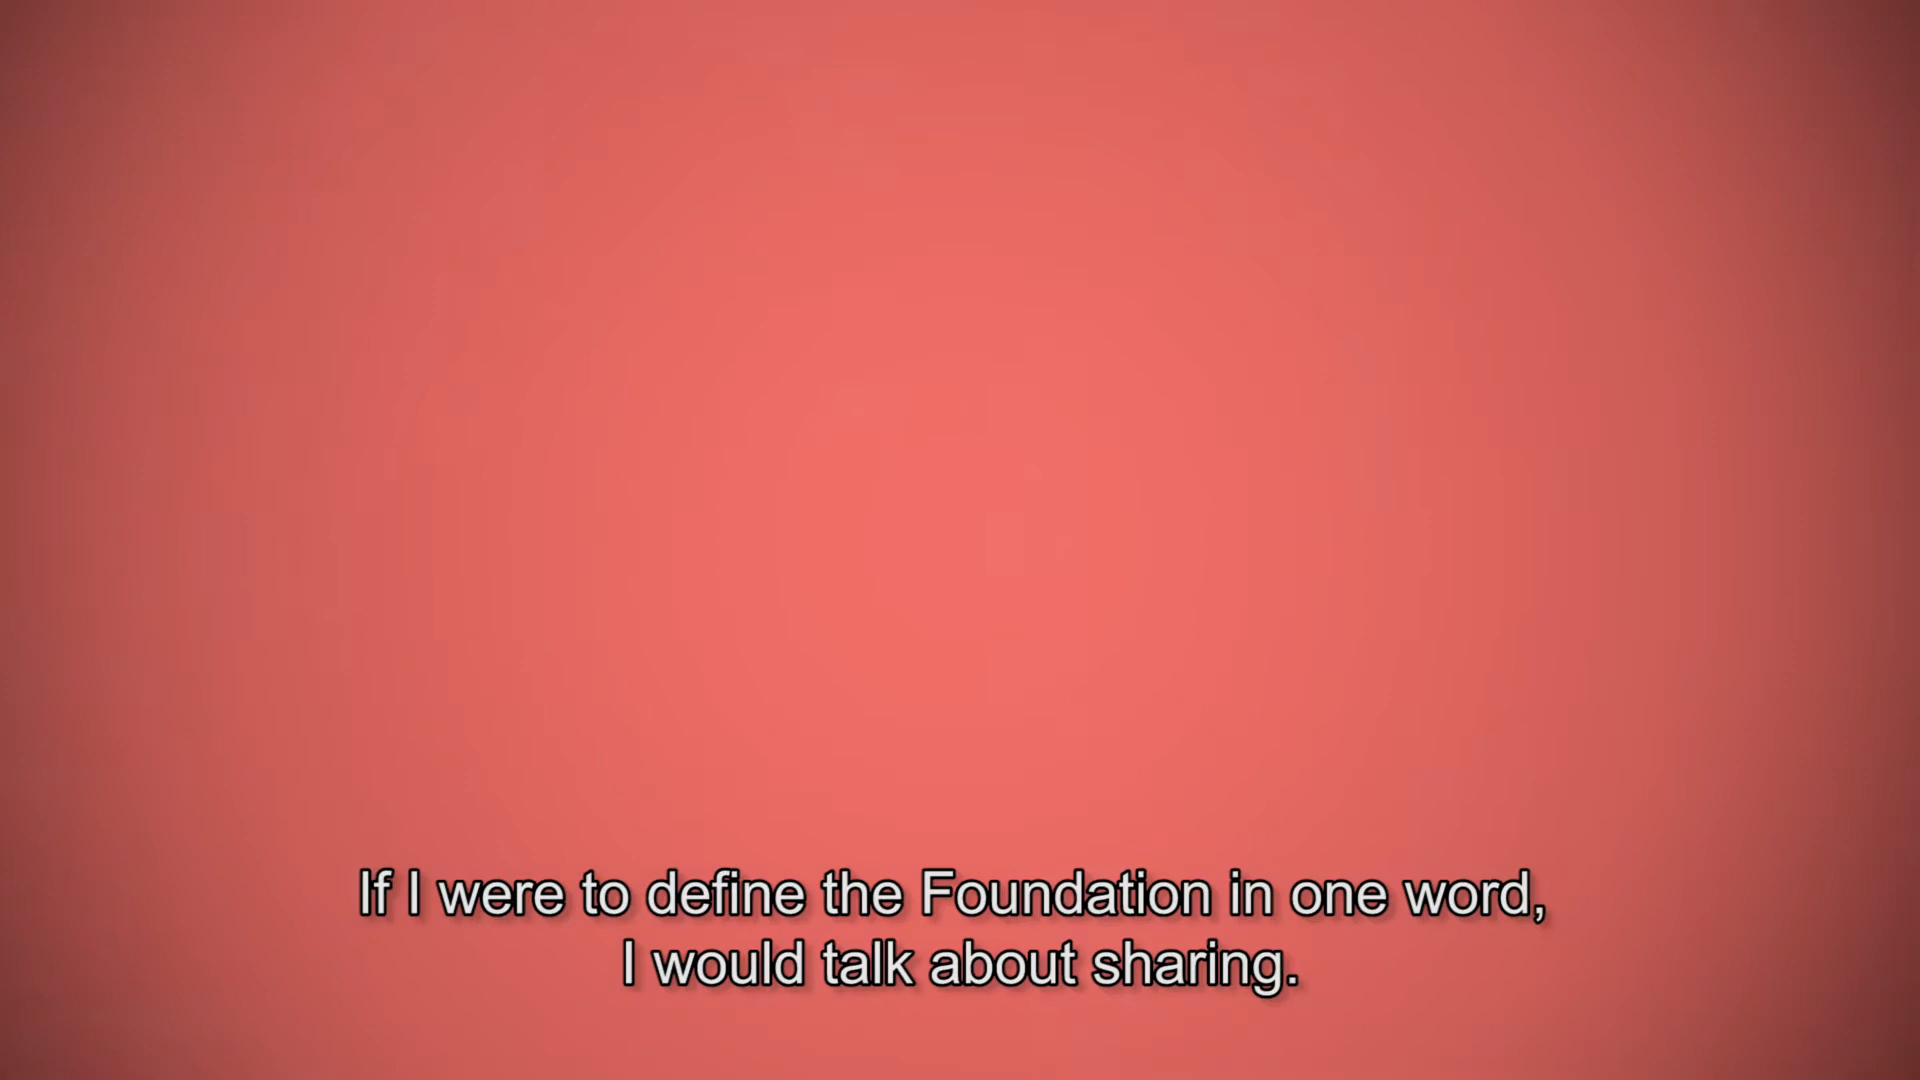 If I were to define the Foundation in one word,
I would talk about sharing.